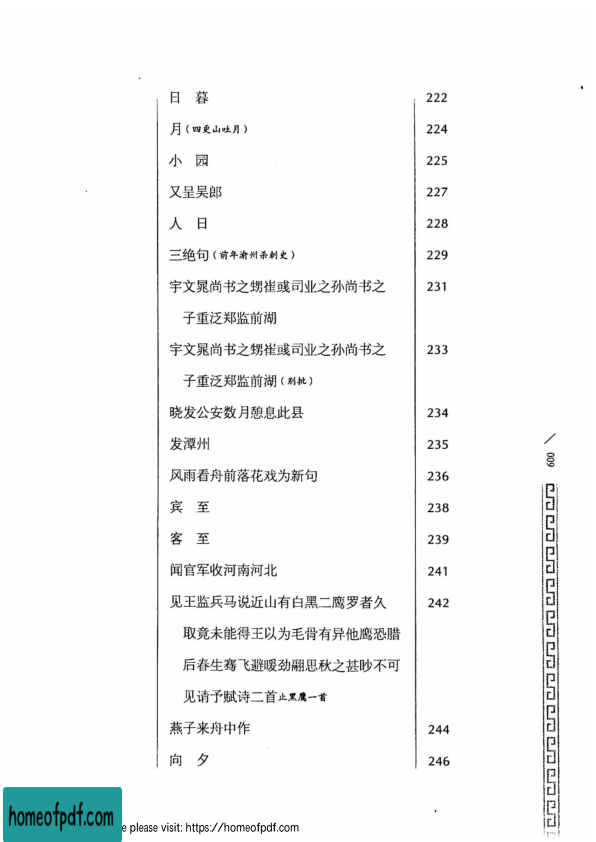 日 暮 222
月(四更山吐月) 224
小 园 225
又呈吴郎 227
人 日 228
三绝句(前年渝州杀刺史) 229
宇文晁尚书之甥崔彧司业之孙尚书之 231
子重泛郑监前湖
宇文晁尚书之甥崔彧司业之孙尚书之 233
子重泛郑监前湖(别批)
晓发公安数月憩息此县 234
发潭州 235
风雨看舟前落花戏为新句 236
宾 至 238
客 至 239
闻官军收河南河北 241
见王监兵马说近山有白黑二鹰罗者久 242
取竟未能得王以为毛骨有异他鹰恐腊
后春生骞飞避暖劲翮思秋之甚眇不可
见请予赋诗二首止黑鹰一首
燕子来舟中作 244
向 夕 246
/
009
homeofpdf.com
e please visit: https://homeofpdf.com